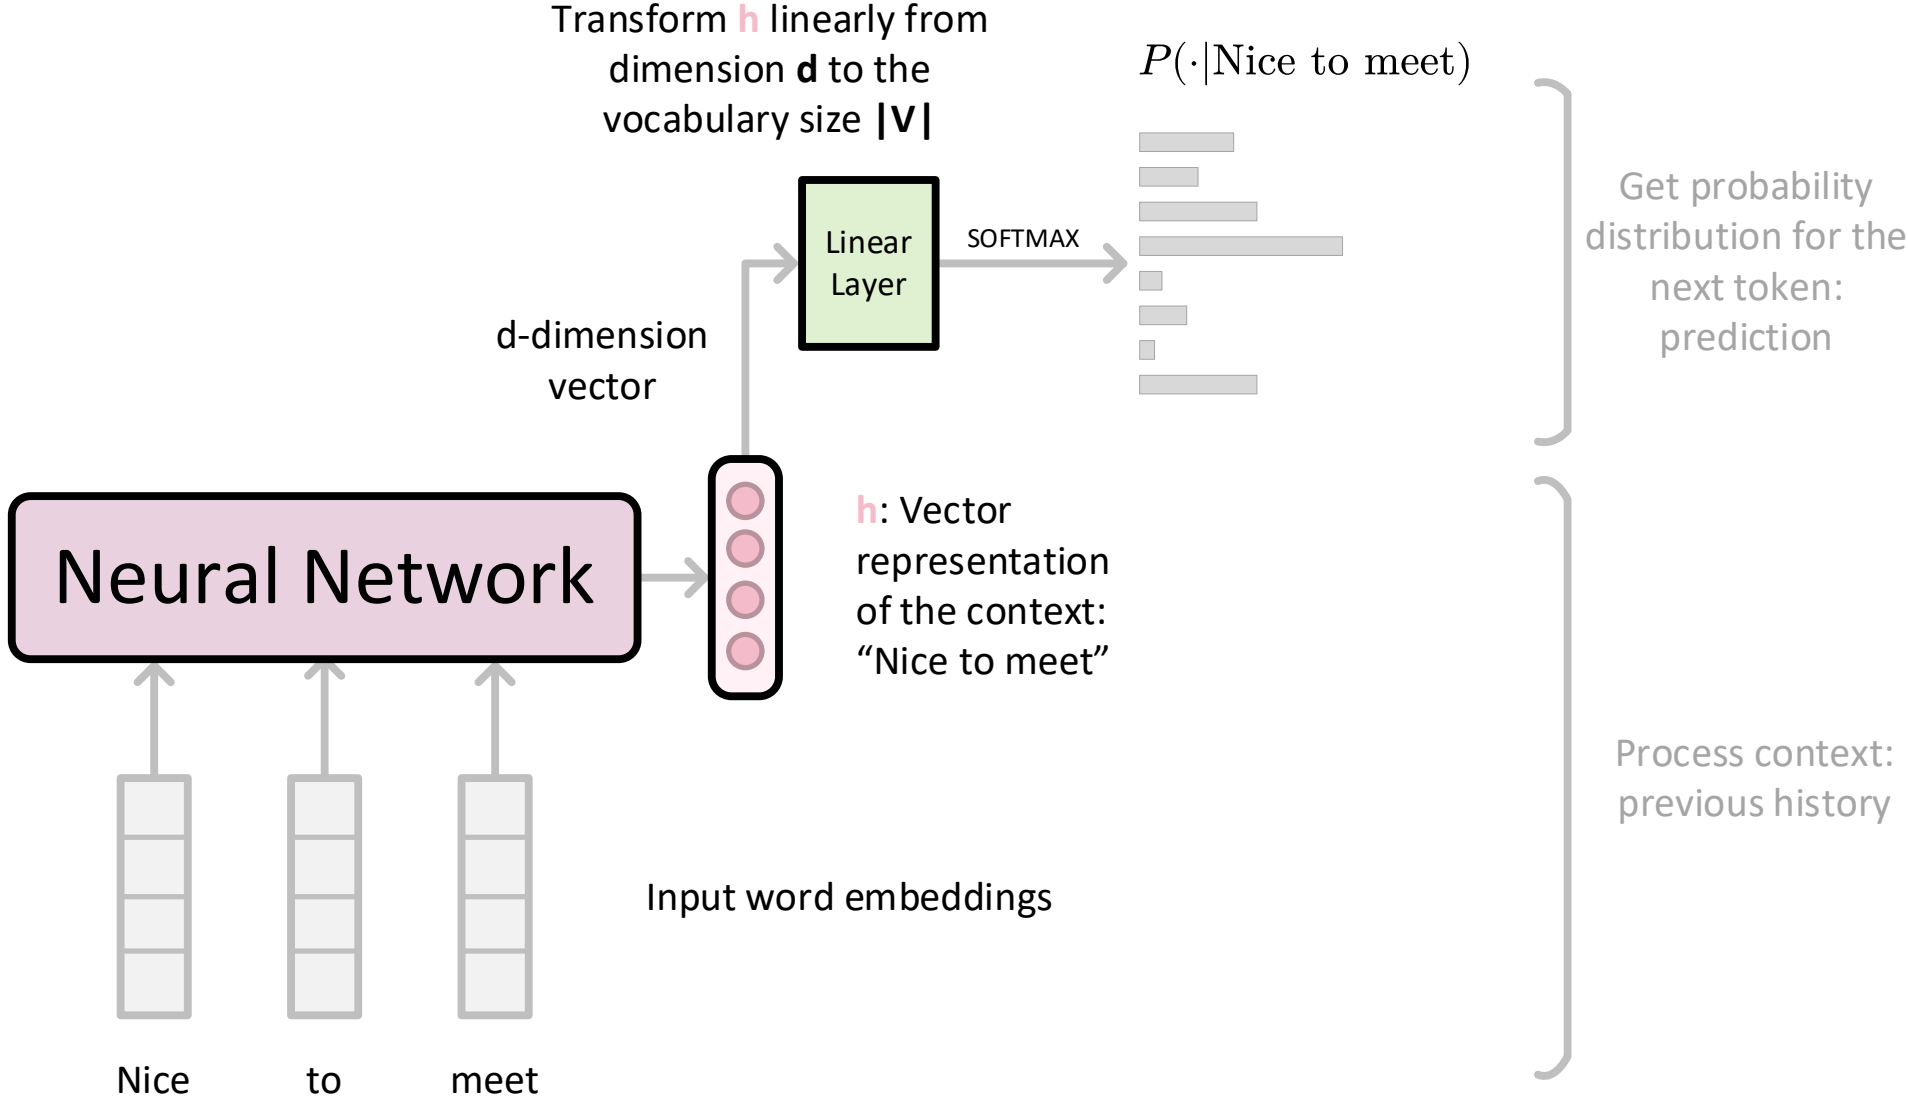 Transform h linearly from
dimension d to the
vocabulary size |V|
P(·|Nice to meet)
Linear
Layer
SOFTMAX
Get probability
distribution for the
next token:
prediction
d-dimension
vector
Neural Network
h: Vector
representation
of the context:
“Nice to meet”
Process context:
previous history
Input word embeddings
Nice to meet